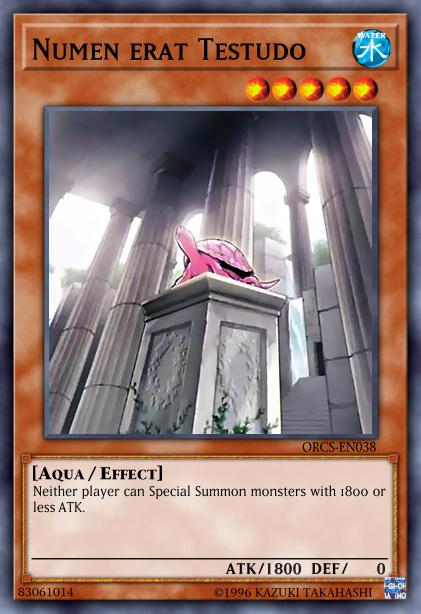 NUMEN ERAT TESTUDO
WATER
水
ORCS-EN038
[AQUA / EFFECT]
Neither player can Special Summon monsters with 1800 or
less ATK.
ATK/1800 DEF/ 0
83061014
©1996 KAZUKI TAKAHASHI